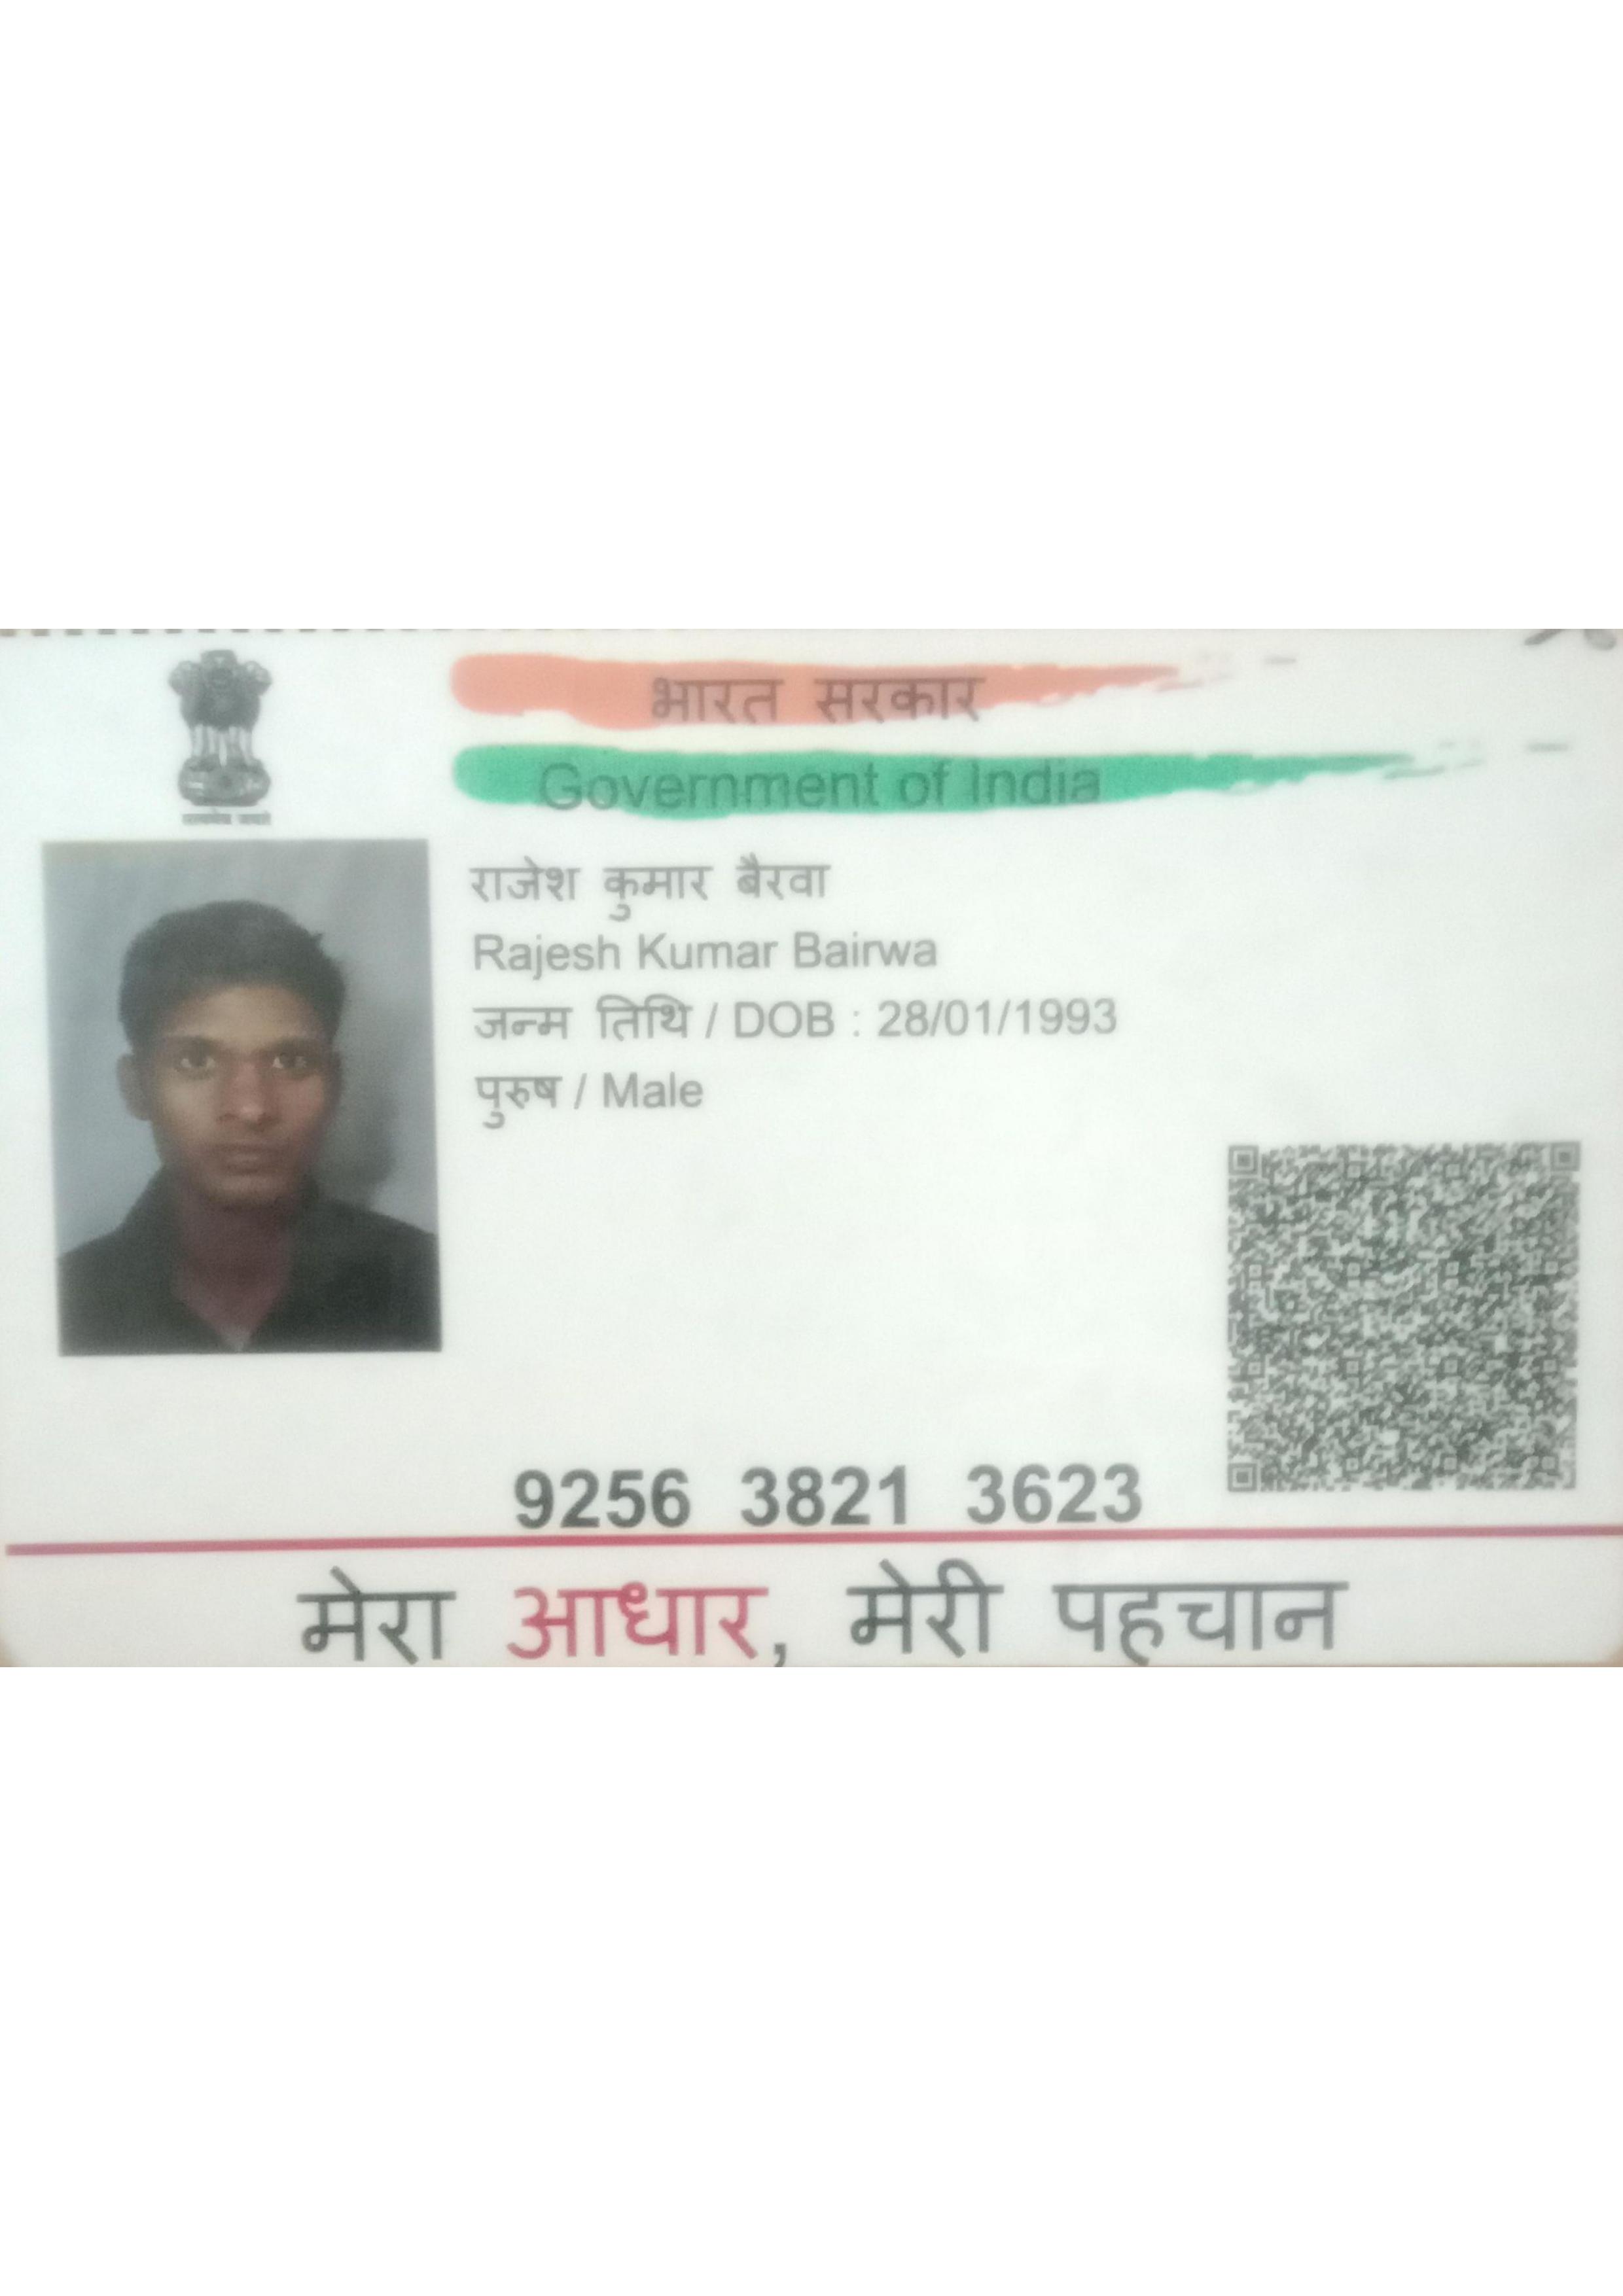 भारत सरकार
Government of India
सत्यमेव जयते
राजेश कुमार बैरवा
Rajesh Kumar Bairwa
जन्म तिथि / DOB : 28/01/1993
पुरुष / Male
9256 3821 3623
मेरा आधार, मेरी पहचान